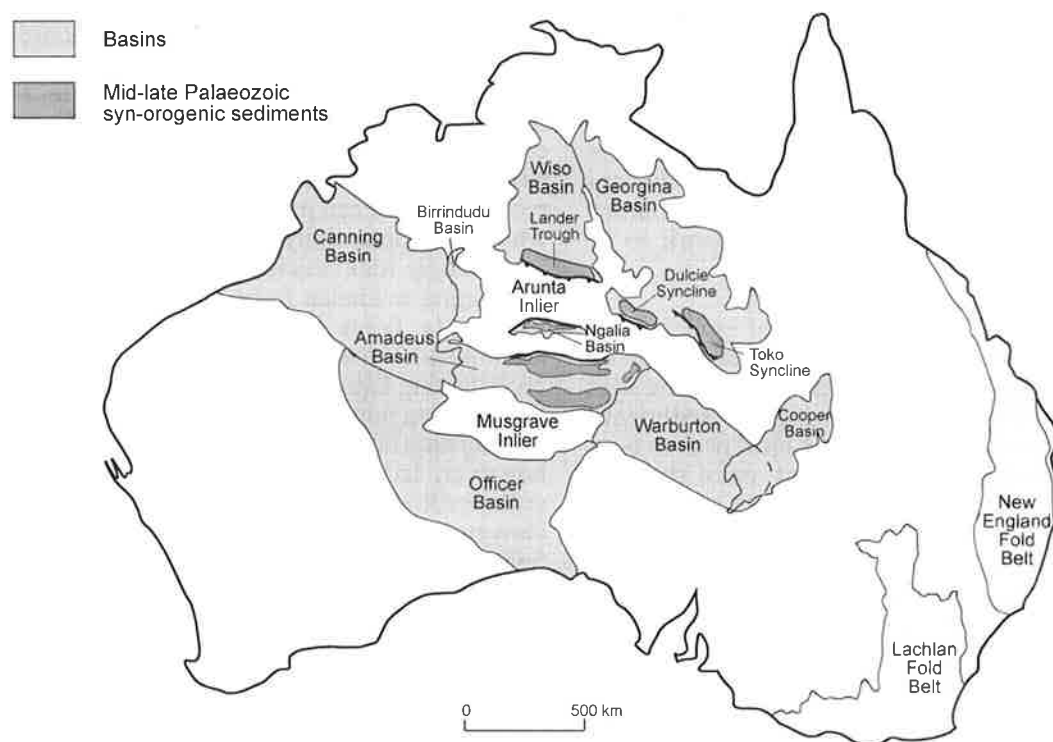 Basins
Mid-late Palaeozoic
syn-orogenic sediments
Wiso
Basin
Georgina
Basin
Lander
Trough
Birrindudu
Basin
Canning
Basin
Dulcie
Syncline
Arunta
Inlier
Ngalia
Basin
Amadeus
Basin
Toko
Syncline
Musgrave
Inlier
Warburton
Basin
Cooper
Basin
Officer
Basin
New
England
Fold
Belt
Lachlan
Fold
Belt
0 500 km